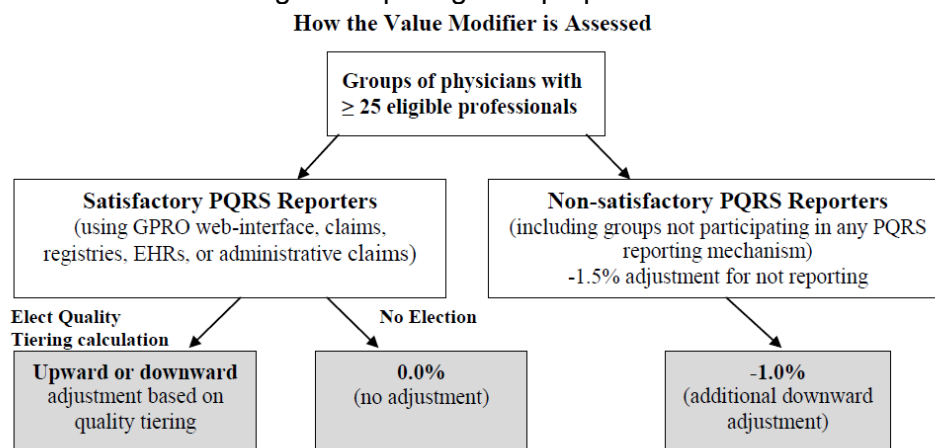 How the Value Modifier is Assessed
Groups of physicians with
≥ 25 eligible professionals
Satisfactory PQRS Reporters
(using GPRO web-interface, claims,
registries, EHRs, or administrative claims)
Non-satisfactory PQRS Reporters
(including groups not participating in any PQRS
reporting mechanism)
-1.5% adjustment for not reporting
Elect Quality
Tiering calculation
No Election
Upward or downward
adjustment based on
quality tiering
0.0%
(no adjustment)
-1.0%
(additional downward
adjustment)